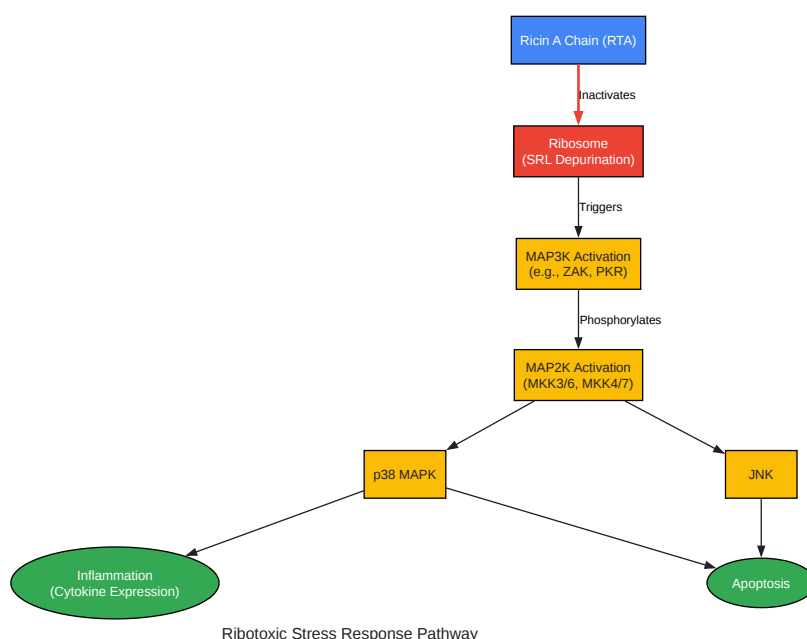 Ricin A Chain (RTA)
Inactivates
Ribosome
(SRL Depurination)
Triggers
MAP3K Activation
(e.g., ZAK, PKR)
Phosphorylates
MAP2K Activation
(MKK3/6, MKK4/7)
p38 MAPK
JNK
Inflammation
(Cytokine Expression)
Apoptosis
Ribotoxic Stress Response Pathway